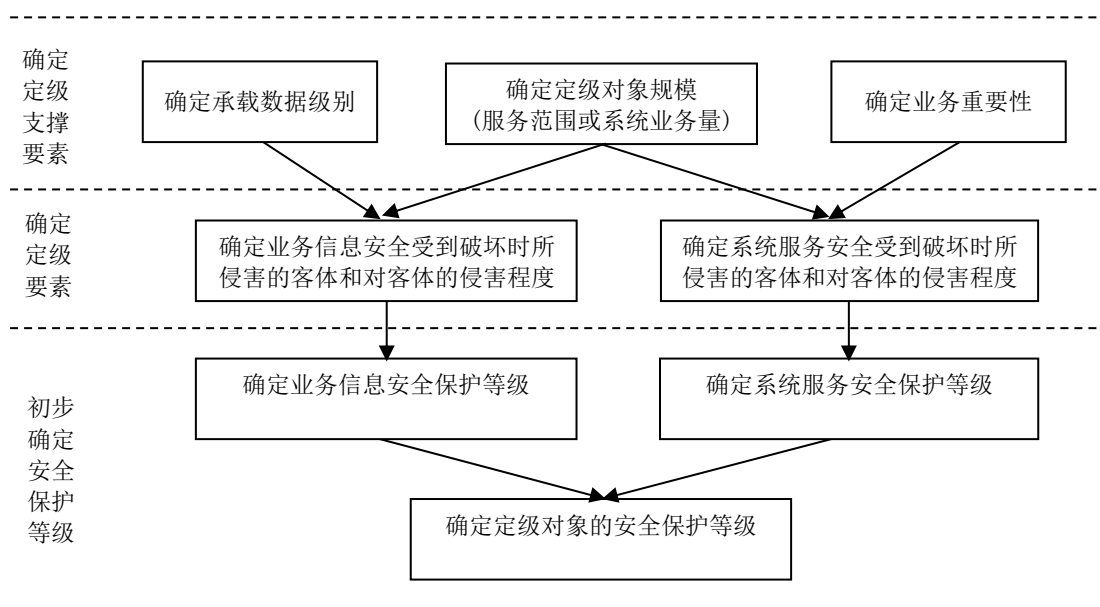 确定
定级
支撑
要素
确定承载数据级别
确定定级对象规模
(服务范围或系统业务量)
确定业务重要性
确定
定级
要素
确定业务信息安全受到破坏时所
侵害的客体和对客体的侵害程度
确定系统服务安全受到破坏时所
侵害的客体和对客体的侵害程度
初步
确定
安全
保护
等级
确定业务信息安全保护等级
确定系统服务安全保护等级
确定定级对象的安全保护等级